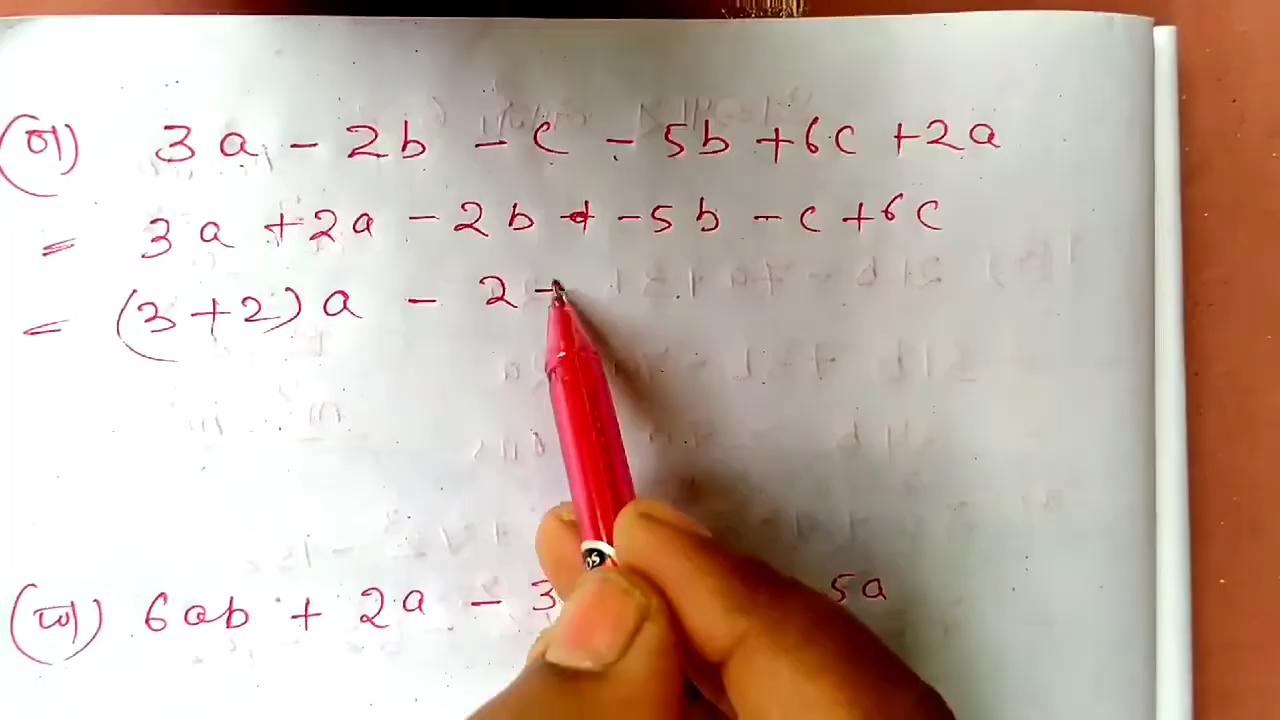 3a - 2b - c - 5b + 6c + 2a
= 3a + 2a - 2b - 5b - c + 6c
= (3+2)a - 2 -
6ab + 2a - 3 5a